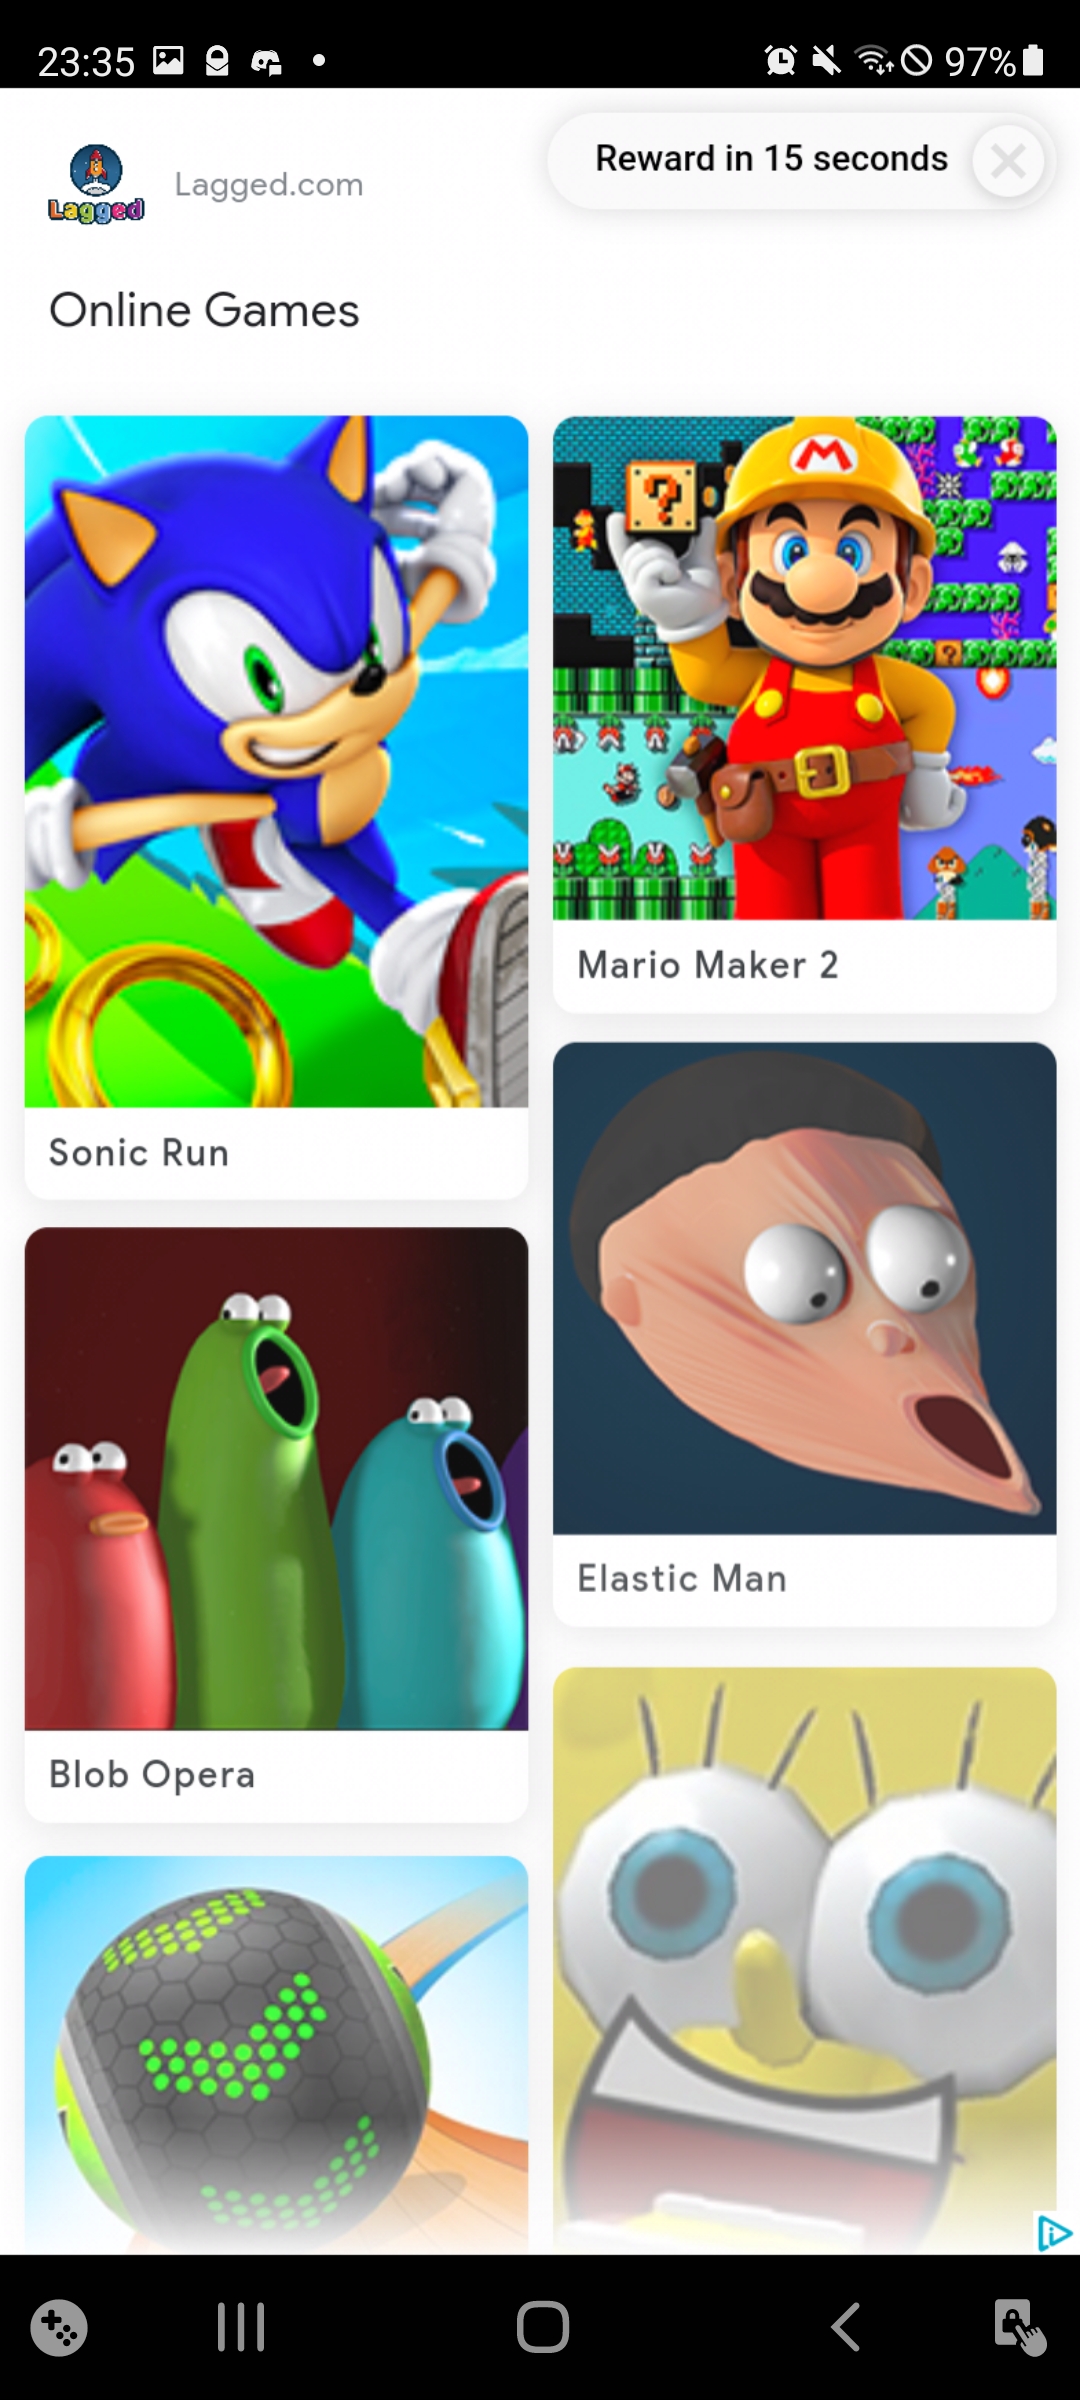 23:35
97%
Reward in 15 seconds
Lagged
Lagged.com
Online Games
M
?
Sonic Run
Mario Maker 2
Blob Opera
Elastic Man